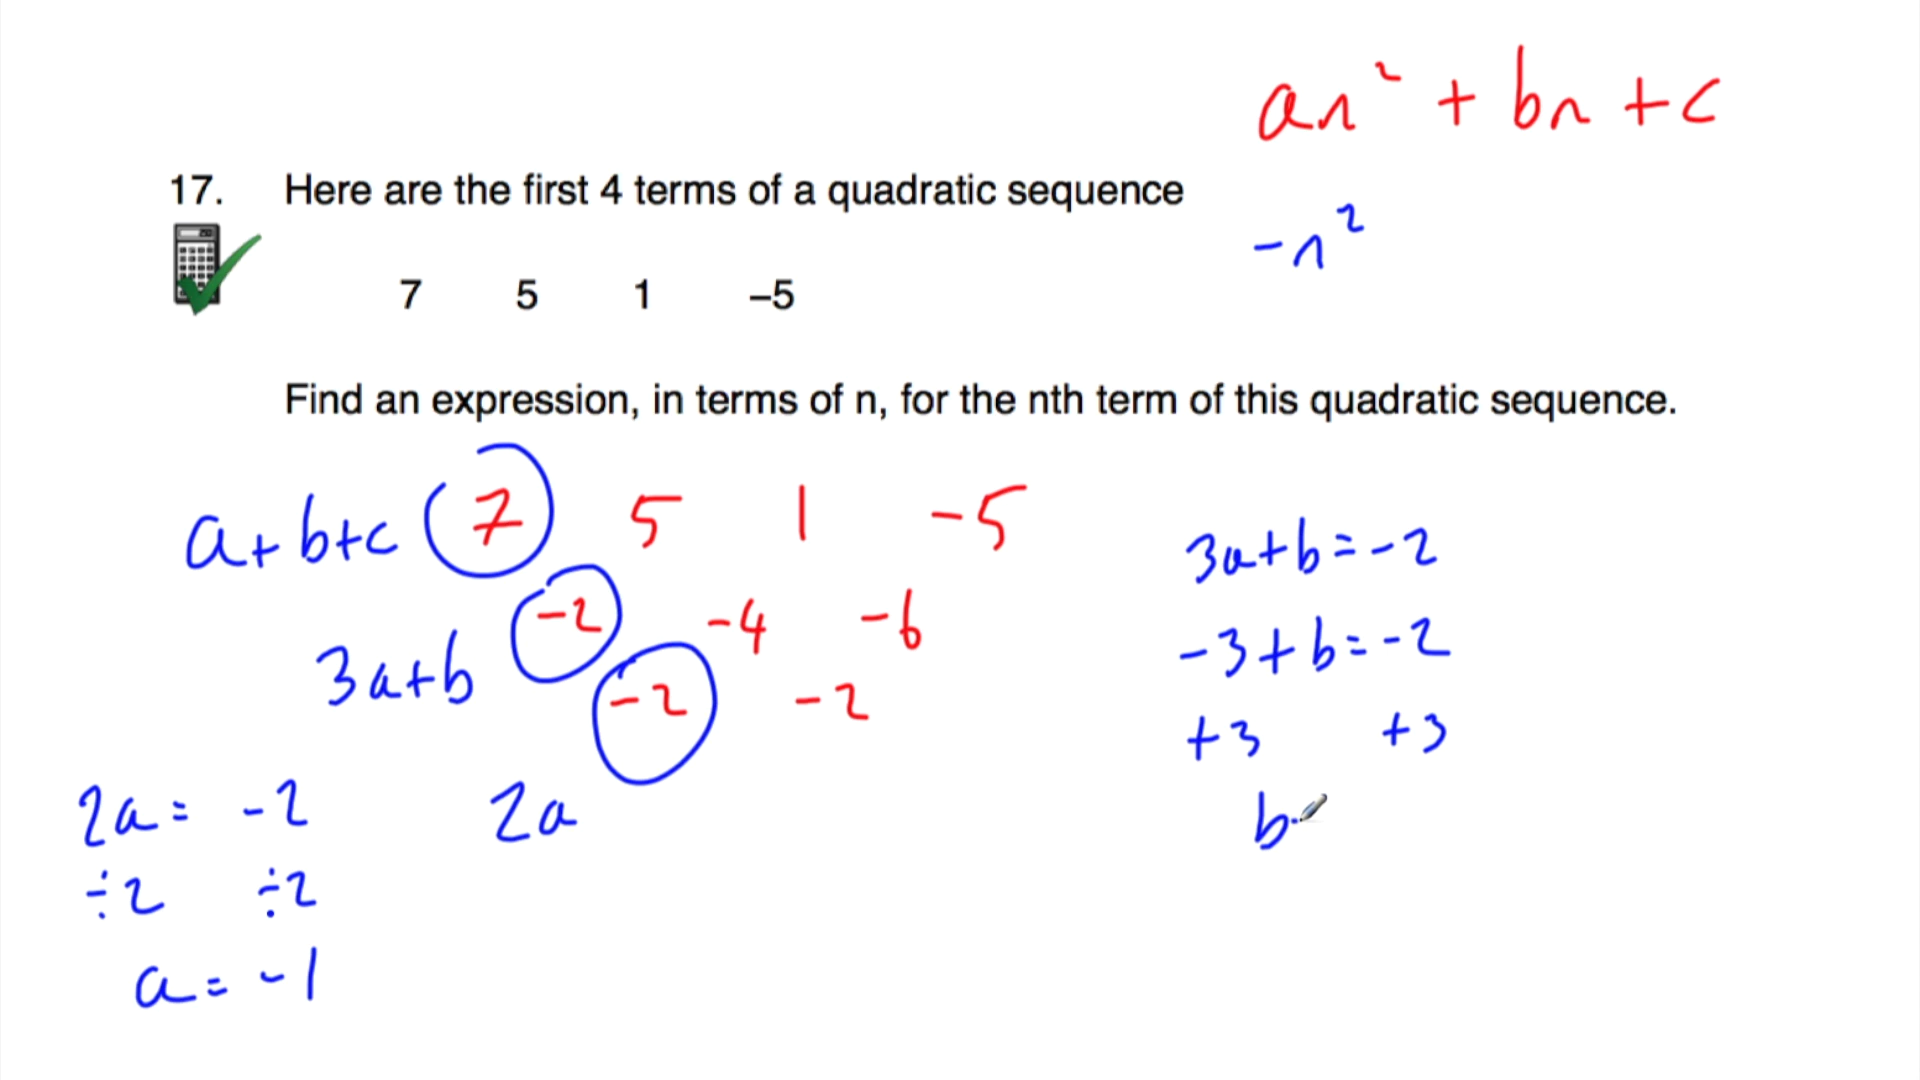 an² + bn + c
17. Here are the first 4 terms of a quadratic sequence
-n²
7 5 1 –5
Find an expression, in terms of n, for the nth term of this quadratic sequence.
a+b+c 7 5 1 -5
3a+b -2 -4 -6
-2 -2
2a
2a = -2
÷2 ÷2
a = -1
3a+b=-2
-3+b=-2
+3 +3
b